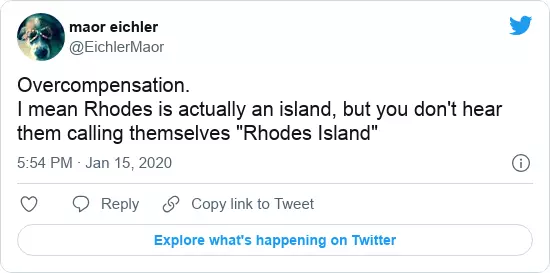 maor eichler
@EichlerMaor
Overcompensation.
I mean Rhodes is actually an island, but you don't hear
them calling themselves "Rhodes Island"
5:54 PM · Jan 15, 2020
Reply
Copy link to Tweet
Explore what's happening on Twitter